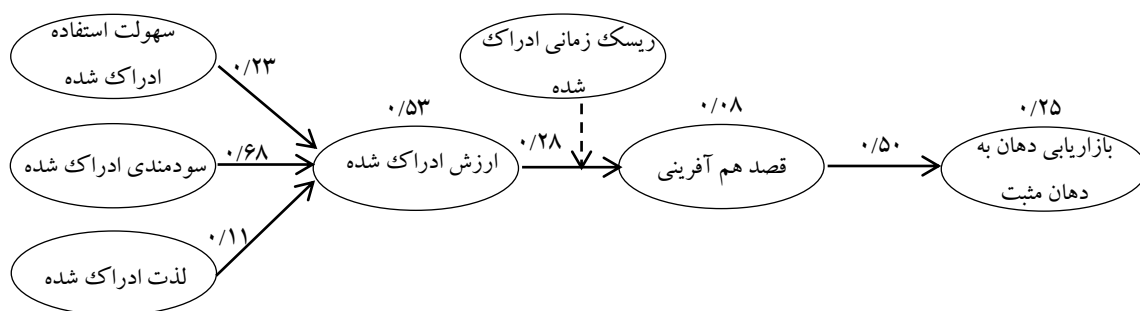 سهولت استفاده
ادراک شده
۰/۲۳
سودمندی ادراک شده
۰/۶۸
لذت ادراک شده
۰/۱۱
۰/۵۳
ارزش ادراک شده
۰/۲۸
ریسک زمانی ادراک
شده
۰/۰۸
قصد هم آفرینی
۰/۵۰
۰/۲۵
بازاریابی دهان به
دهان مثبت